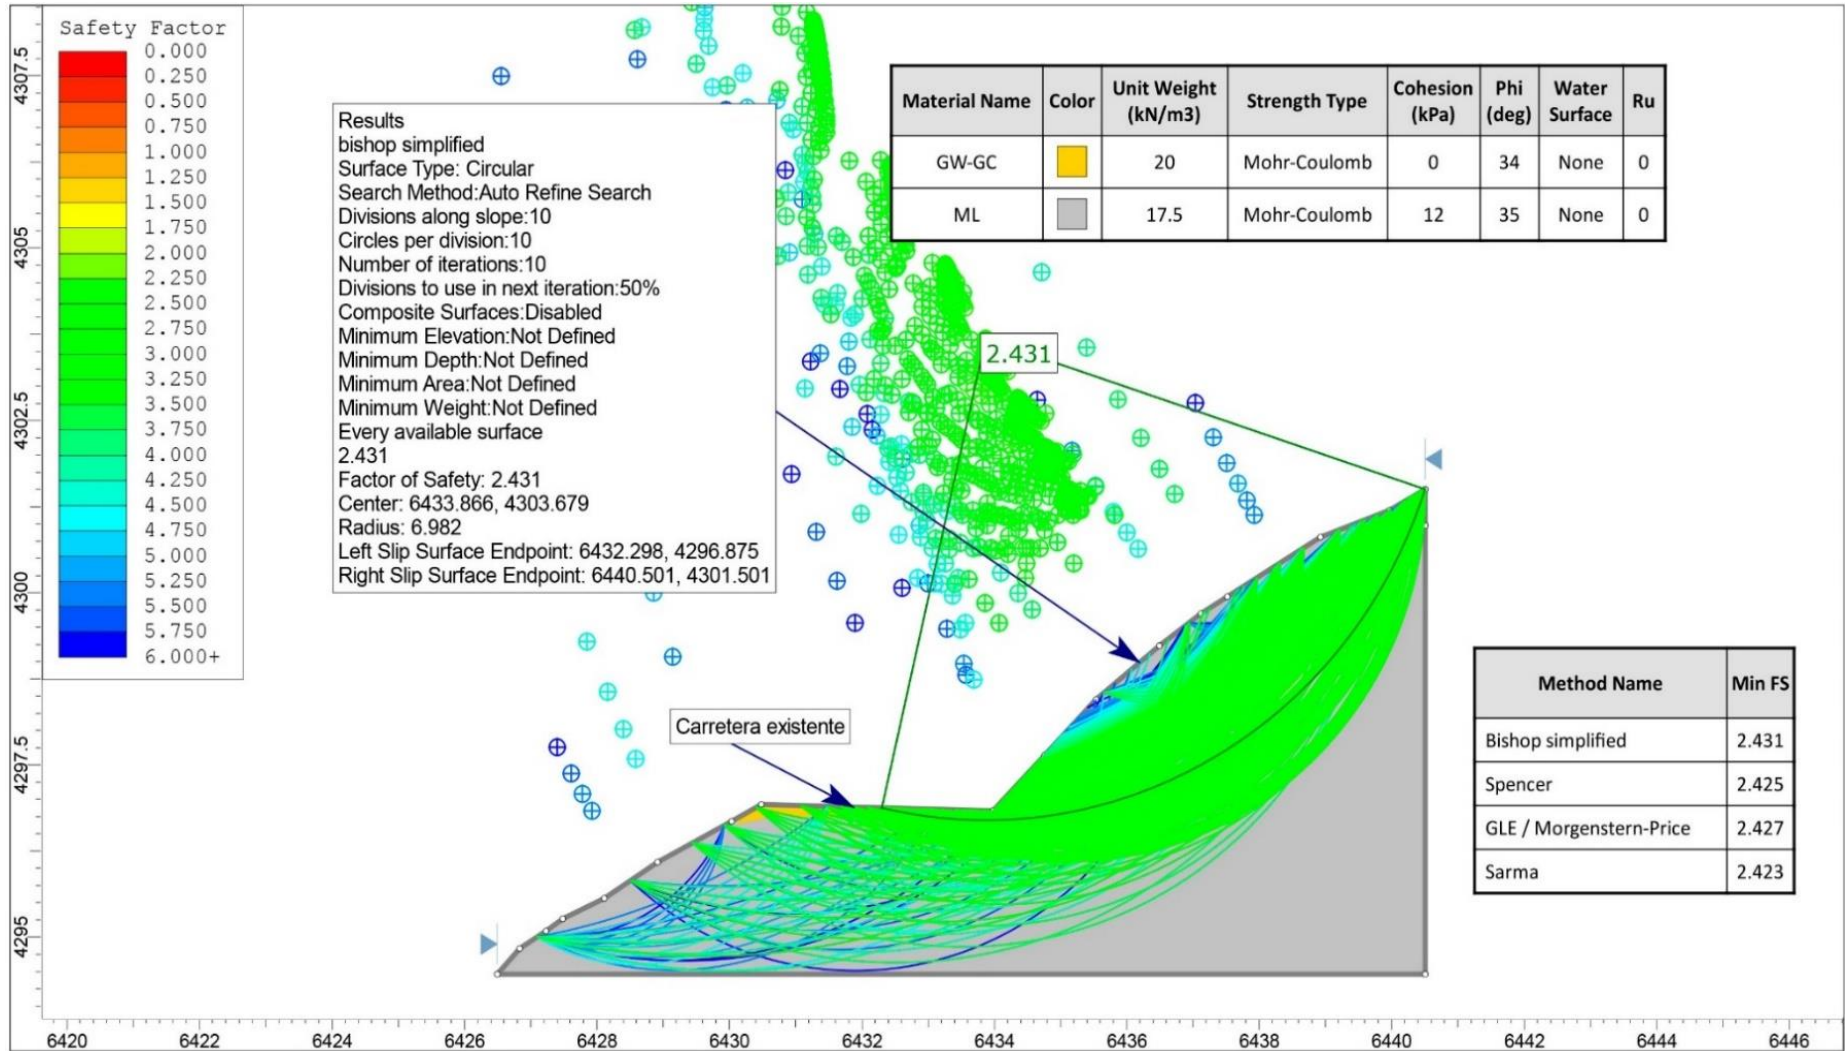 Safety Factor
0.000
0.250
0.500
0.750
1.000
1.250
1.500
1.750
2.000
2.250
2.500
2.750
3.000
3.250
3.500
3.750
4.000
4.250
4.500
4.750
5.000
5.250
5.500
5.750
6.000+
4307.5
4305
4302.5
4300
4297.5
4295
Results
bishop simplified
Surface Type: Circular
Search Method:Auto Refine Search
Divisions along slope:10
Circles per division:10
Number of iterations:10
Divisions to use in next iteration:50%
Composite Surfaces:Disabled
Minimum Elevation:Not Defined
Minimum Depth:Not Defined
Minimum Area:Not Defined
Minimum Weight:Not Defined
Every available surface
2.431
Factor of Safety: 2.431
Center: 6433.866, 4303.679
Radius: 6.982
Left Slip Surface Endpoint: 6432.298, 4296.875
Right Slip Surface Endpoint: 6440.501, 4301.501
Material Name Color Unit Weight (kN/m3) Strength Type Cohesion (kPa) Phi (deg) Water Surface Ru
GW-GC 20 Mohr-Coulomb 0 34 None 0
ML 17.5 Mohr-Coulomb 12 35 None 0
2.431
Carretera existente
Method Name Min FS
Bishop simplified 2.431
Spencer 2.425
GLE / Morgenstern-Price 2.427
Sarma 2.423
6420 6422 6424 6426 6428 6430 6432 6434 6436 6438 6440 6442 6444 6446